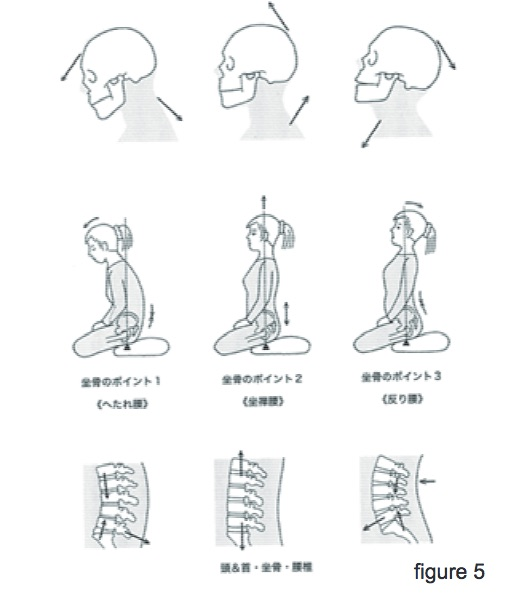 坐骨のポイント1
坐骨のポイント2
坐骨のポイント3
《へたれ腰》
《坐禅腰》
《反り腰》
頭&首・坐骨・腰椎
figure 5